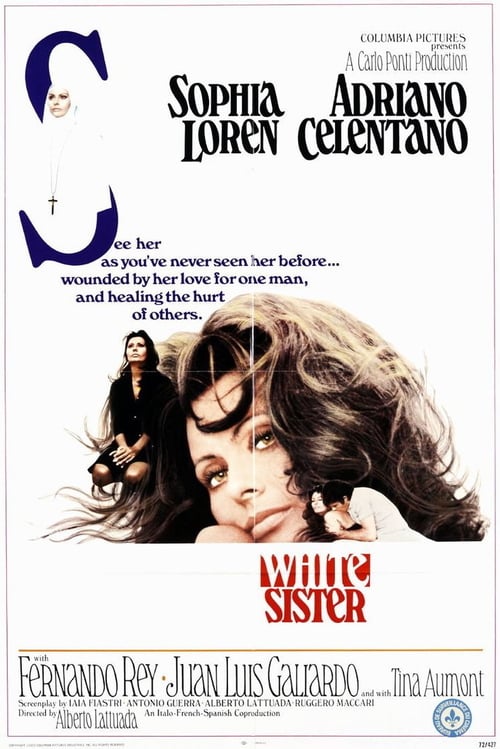 COLUMBIA PICTURES
presents
A Carlo Ponti Production
SOPHIA LOREN
ADRIANO CELENTANO
See her
as you've never seen her before...
wounded by her love for one man,
and healing the hurt
of others.
WHITE
SISTER
with
FERNANDO REY · JUAN LUIS GALIARDO and with Tina Aumont
Screenplay by IAIA FIASTRI · ANTONIO GUERRA · ALBERTO LATTUADA · RUGGERO MACCARI
Directed by Alberto Lattuada An Italo-French-Spanish Coproduction
73/477